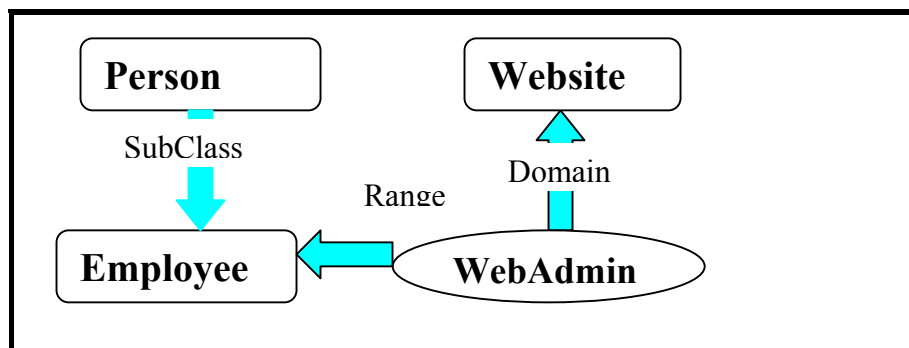 Person
Website
SubClass
Domain
Range
Employee
WebAdmin